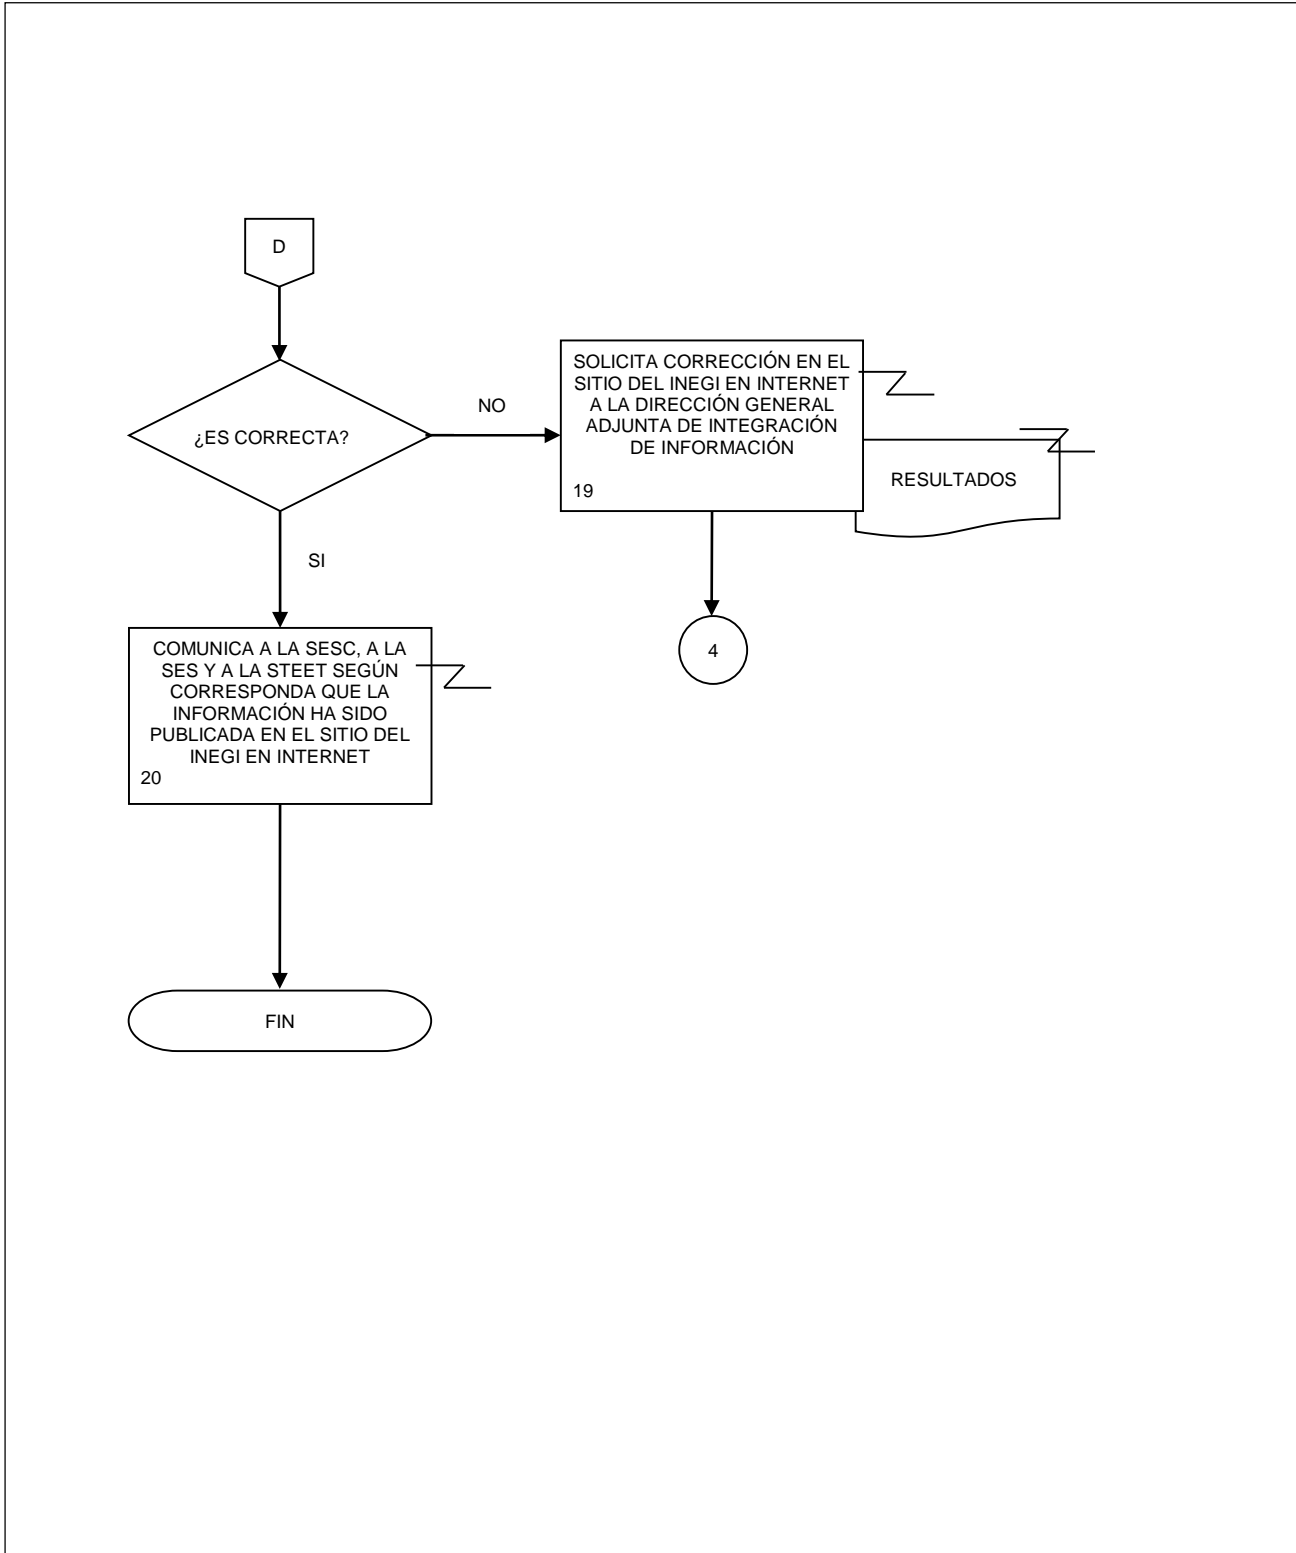 D
¿ES CORRECTA?
NO
SOLICITA CORRECCIÓN EN EL
SITIO DEL INEGI EN INTERNET
A LA DIRECCIÓN GENERAL
ADJUNTA DE INTEGRACIÓN
DE INFORMACIÓN
19
RESULTADOS
SI
4
COMUNICA A LA SESC, A LA
SES Y A LA STEET SEGÚN
CORRESPONDA QUE LA
INFORMACIÓN HA SIDO
PUBLICADA EN EL SITIO DEL
INEGI EN INTERNET
20
FIN